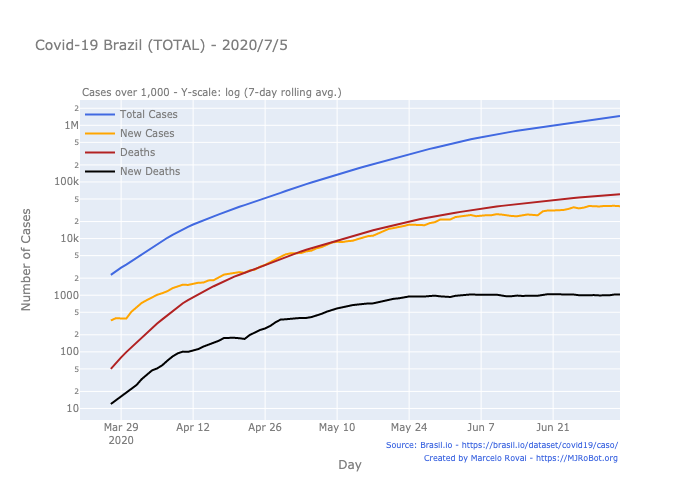 Covid-19 Brazil (TOTAL) - 2020/7/5
Cases over 1,000 - Y-scale: log (7-day rolling avg.)
Total Cases
New Cases
Deaths
New Deaths
Number of Cases
2
1M
5
2
100k
5
2
10k
5
2
1000
5
2
100
5
2
10
Mar 29
2020
Apr 12
Apr 26
May 10
May 24
Jun 7
Jun 21
Day
Source: Brasil.io - https://brasil.io/dataset/covid19/caso/
Created by Marcelo Rovai - https://MJRoBot.org